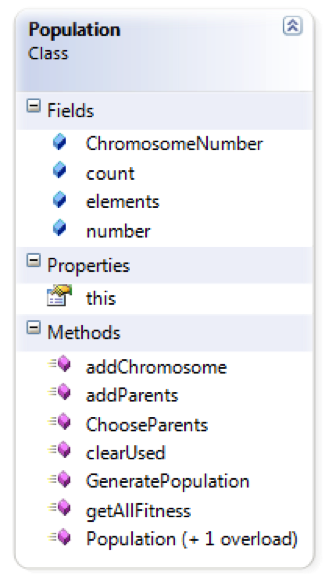 Population
Class
Fields
ChromosomeNumber
count
elements
number
Properties
this
Methods
addChromosome
addParents
ChooseParents
clearUsed
GeneratePopulation
getAllFitness
Population (+ 1 overload)